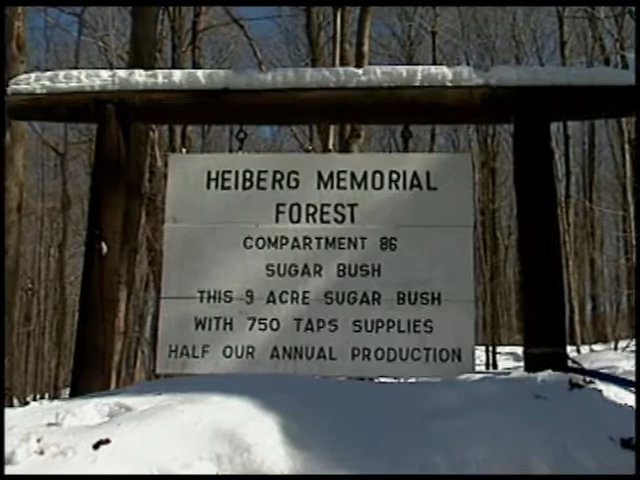 HEIBERG MEMORIAL
FOREST
COMPARTMENT 86
SUGAR BUSH
THIS 9 ACRE SUGAR BUSH
WITH 750 TAPS SUPPLIES
HALF OUR ANNUAL PRODUCTION